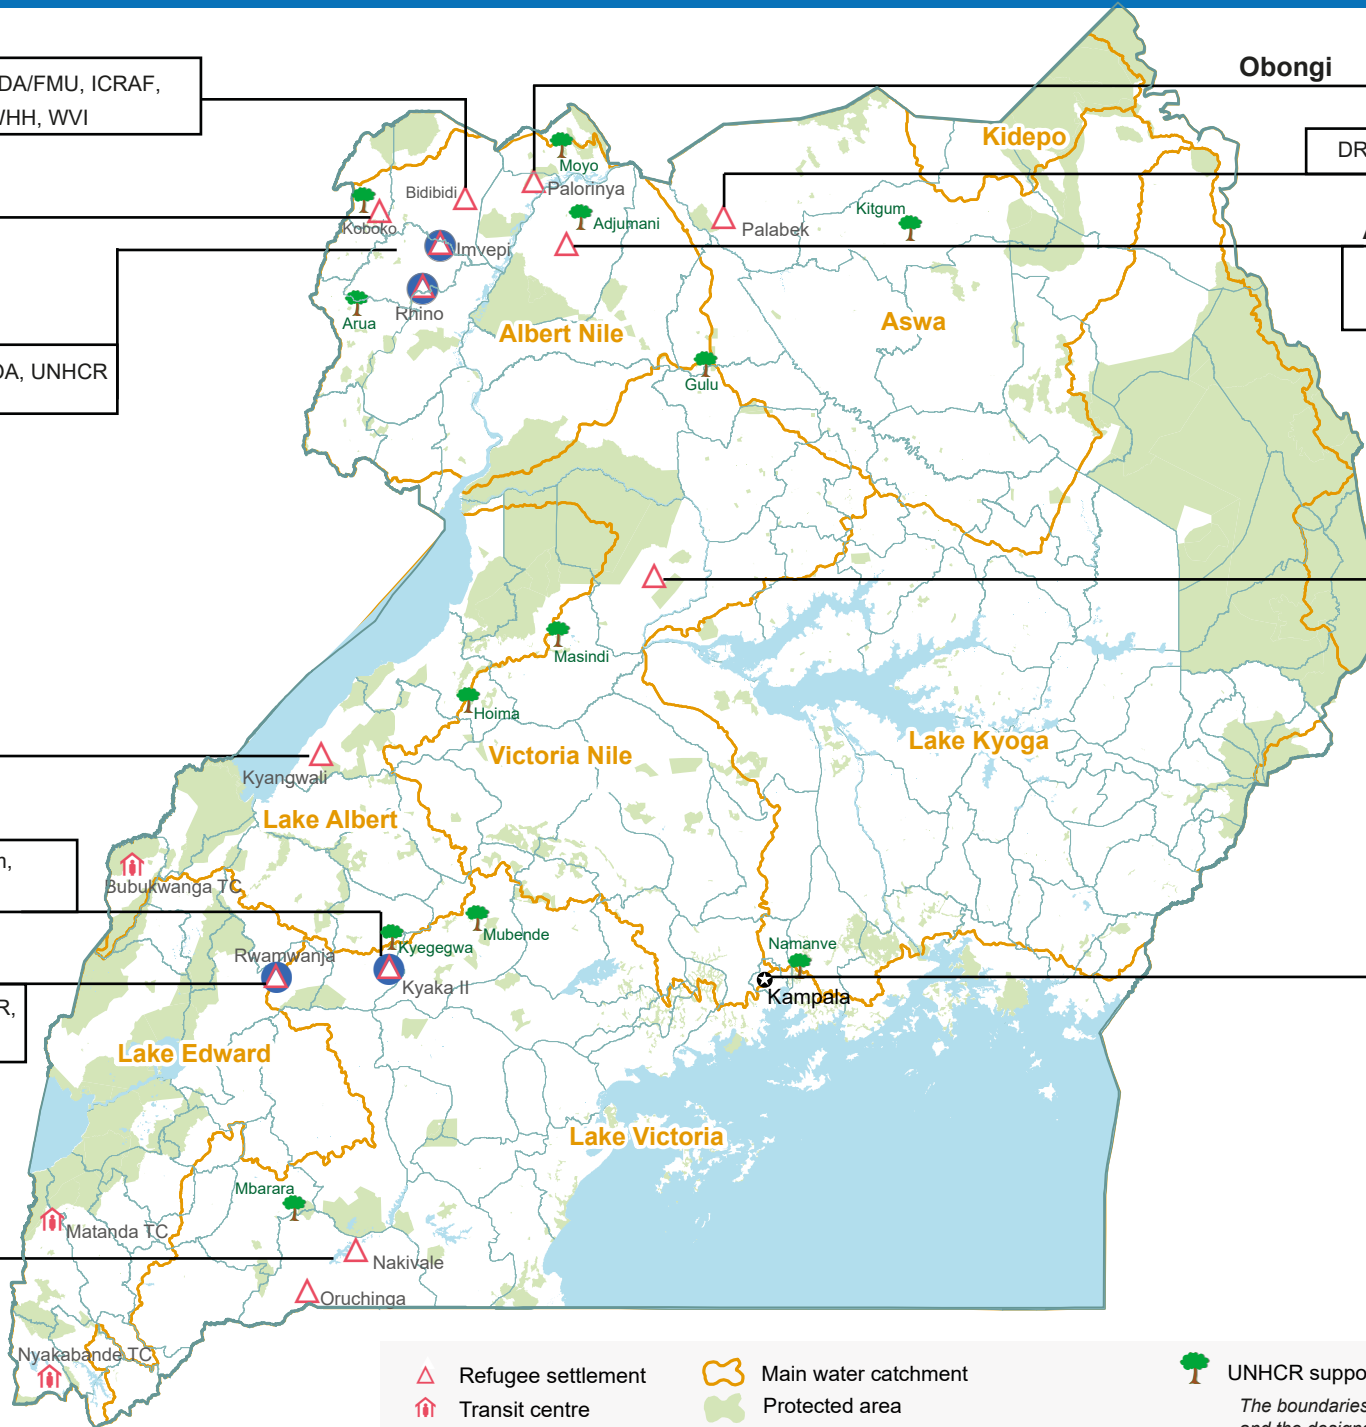 Obongi
DA/FMU, ICRAF,
/HH, WVI
Kidepo
DR
Moyo
Palorinya
Bidibidi
Koboko
Adjumani
Palabek
Kitgum
Imvepi
Rhino
Arua
Albert Nile
Aswa
DA, UNHCR
Gulu
Masindi
Hoima
Victoria Nile
Lake Kyoga
Kyangwali
Lake Albert
Bubukwanga TC
Mubende
Kyegegwa
Namanve
Rwamwanja
Kyaka II
Kampala
R,
Lake Edward
Lake Victoria
Mbarara
Matanda TC
Nakivale
Oruchinga
Nyakabande TC
Refugee settlement
Main water catchment
UNHCR suppo
Transit centre
Protected area
The boundaries
and the design